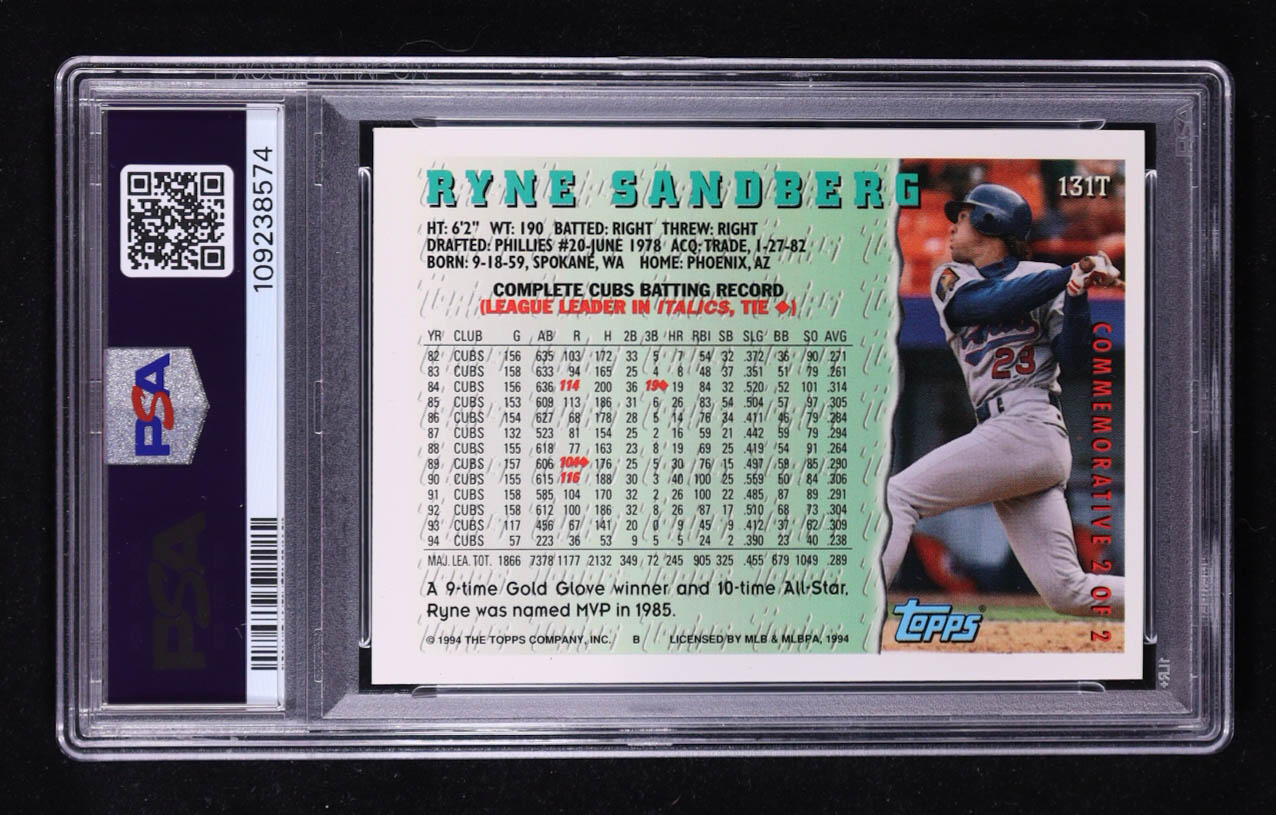 109238574
PSA
PSA
RYNE SANDBERG
131T
HT: 6'2" WT: 190 BATTED: RIGHT THREW: RIGHT
DRAFTED: PHILLIES #20-JUNE 1978 ACQ: TRADE, 1-27-82
BORN: 9-18-59, SPOKANE, WA HOME: PHOENIX, AZ
COMPLETE CUBS BATTING RECORD
(LEAGUE LEADER IN ITALICS, TIE ◆)
YR CLUB G AB R H 2B 3B HR RBI SB SLG BB SO AVG
82 CUBS 156 635 103 172 33 5 7 54 32 .372 36 90 .271
83 CUBS 158 633 94 165 25 4 8 48 37 .351 51 79 .261
84 CUBS 156 636 114 200 36 19◆ 19 84 32 .520 52 101 .314
85 CUBS 153 609 113 186 31 6 26 83 54 .504 57 97 .305
86 CUBS 154 627 68 178 28 5 14 76 34 .411 46 79 .284
87 CUBS 132 523 81 154 25 2 16 59 21 .442 59 79 .294
88 CUBS 155 618 77 163 23 8 19 69 25 .419 54 91 .264
89 CUBS 157 606 104◆ 176 25 5 30 76 15 .497 59 85 .290
90 CUBS 155 615 116 188 30 3 40 100 25 .559 50 84 .306
91 CUBS 158 585 104 170 32 2 26 100 22 .485 87 89 .291
92 CUBS 158 612 100 186 32 8 26 87 17 .510 68 73 .304
93 CUBS 117 456 67 141 20 0 9 45 9 .412 37 62 .309
94 CUBS 57 223 36 53 9 5 5 24 2 .390 23 40 .238
MAJ. LEA. TOT. 1866 7378 1177 2132 349 72 245 905 325 .455 679 1049 .289
A 9-time Gold Glove winner and 10-time All-Star,
Ryne was named MVP in 1985.
© 1994 THE TOPPS COMPANY, INC. B LICENSED BY MLB & MLBPA, 1994
23
COMMEMORATIVE 2 OF 2
TOPPS®